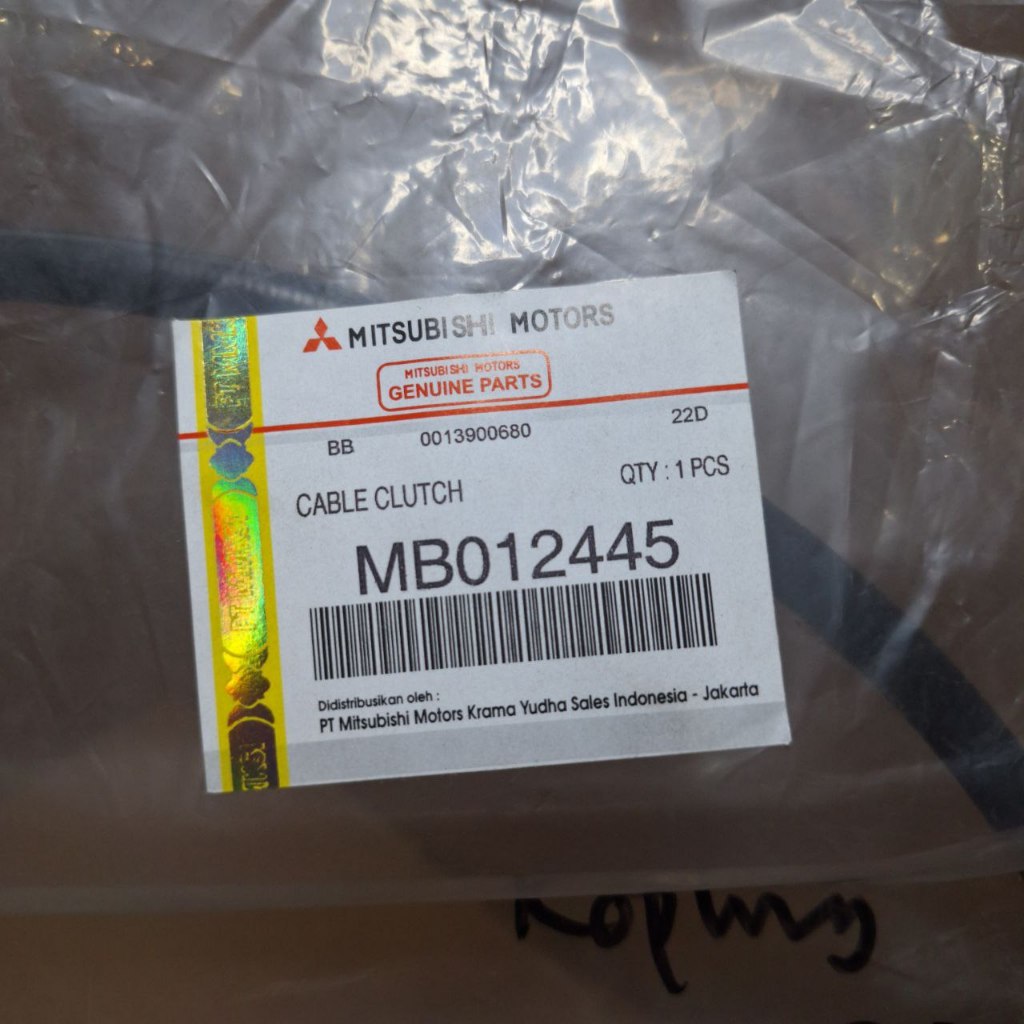 MITSUBISHI MOTORS
MITSUBISHI MOTORS
GENUINE PARTS
BB 0013900680 22D
CABLE CLUTCH QTY : 1 PCS
MB012445
Didistribusikan oleh :
PT Mitsubishi Motors Krama Yudha Sales Indonesia - Jakarta
Kopling